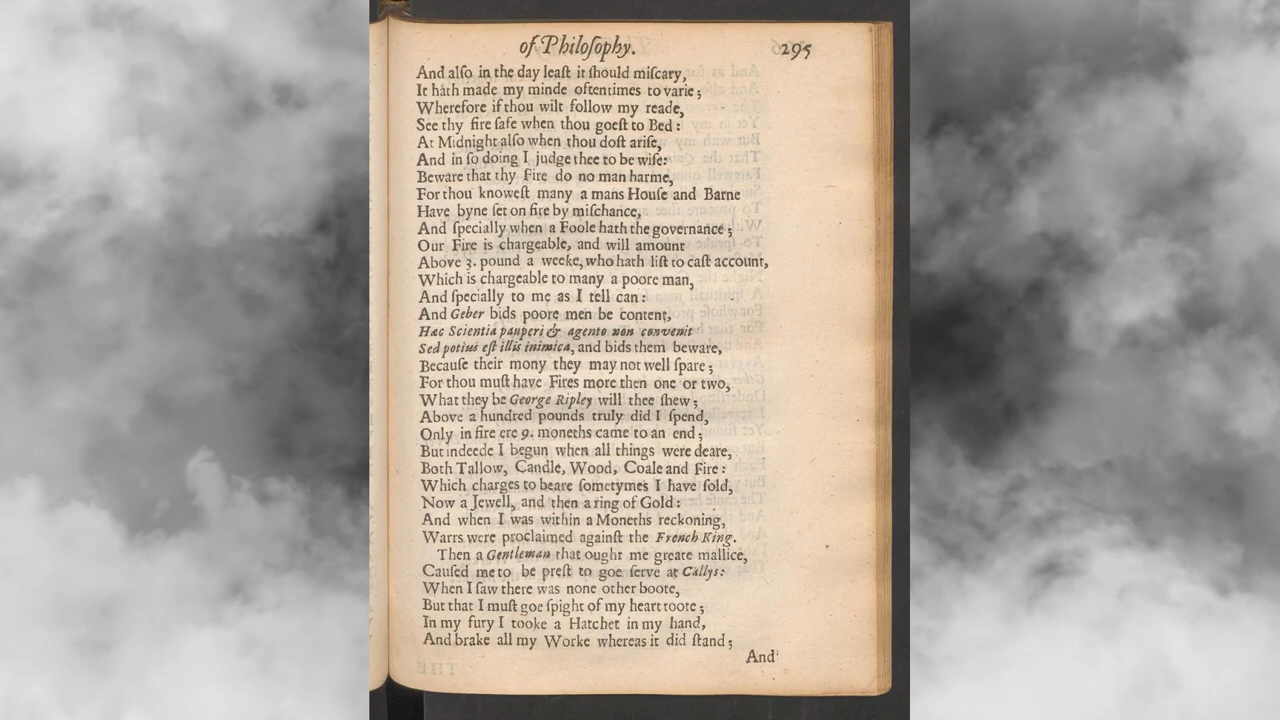 of Philoſophy. 295
And alſo in the day leaſt it ſhould miſcary,
It hath made my minde oftentimes to varie;
Wherefore if thou wilt follow my reade,
See thy fire ſafe when thou goeſt to Bed:
At Midnight alſo when thou doſt ariſe,
And in ſo doing I judge thee to be wiſe:
Beware that thy Fire do no man harme,
For thou knoweſt many a mans Houſe and Barne
Have byne ſet on fire by miſchance,
And ſpecially when a Foole hath the governance;
Our Fire is chargeable, and will amount
Above 3. pound a weeke, who hath liſt to caſt account,
Which is chargeable to many a poore man,
And ſpecially to me as I tell can:
And Geber bids poore men be content,
Hæc Scientia pauperi & agento non convenit
Sed potius eſt illis inimica, and bids them beware,
Becauſe their mony they may not well ſpare;
For thou muſt have Fires more then one or two,
What they be George Ripley will thee ſhew;
Above a hundred pounds truly did I ſpend,
Only in fire ere 9. moneths came to an end;
But indeede I begun when all things were deare,
Both Tallow, Candle, Wood, Coale and Fire:
Which charges to beare ſometymes I have ſold,
Now a Jewell, and then a ring of Gold:
And when I was within a Moneths reckoning,
Warrs were proclaimed againſt the French King.
Then a Gentleman that ought me greate mallice,
Cauſed me to be preſt to goe ſerve at Callys:
When I ſaw there was none other boote,
But that I muſt goe ſpight of my heart roote;
In my fury I tooke a Hatchet in my hand,
And brake all my Worke whereas it did ſtand;
And